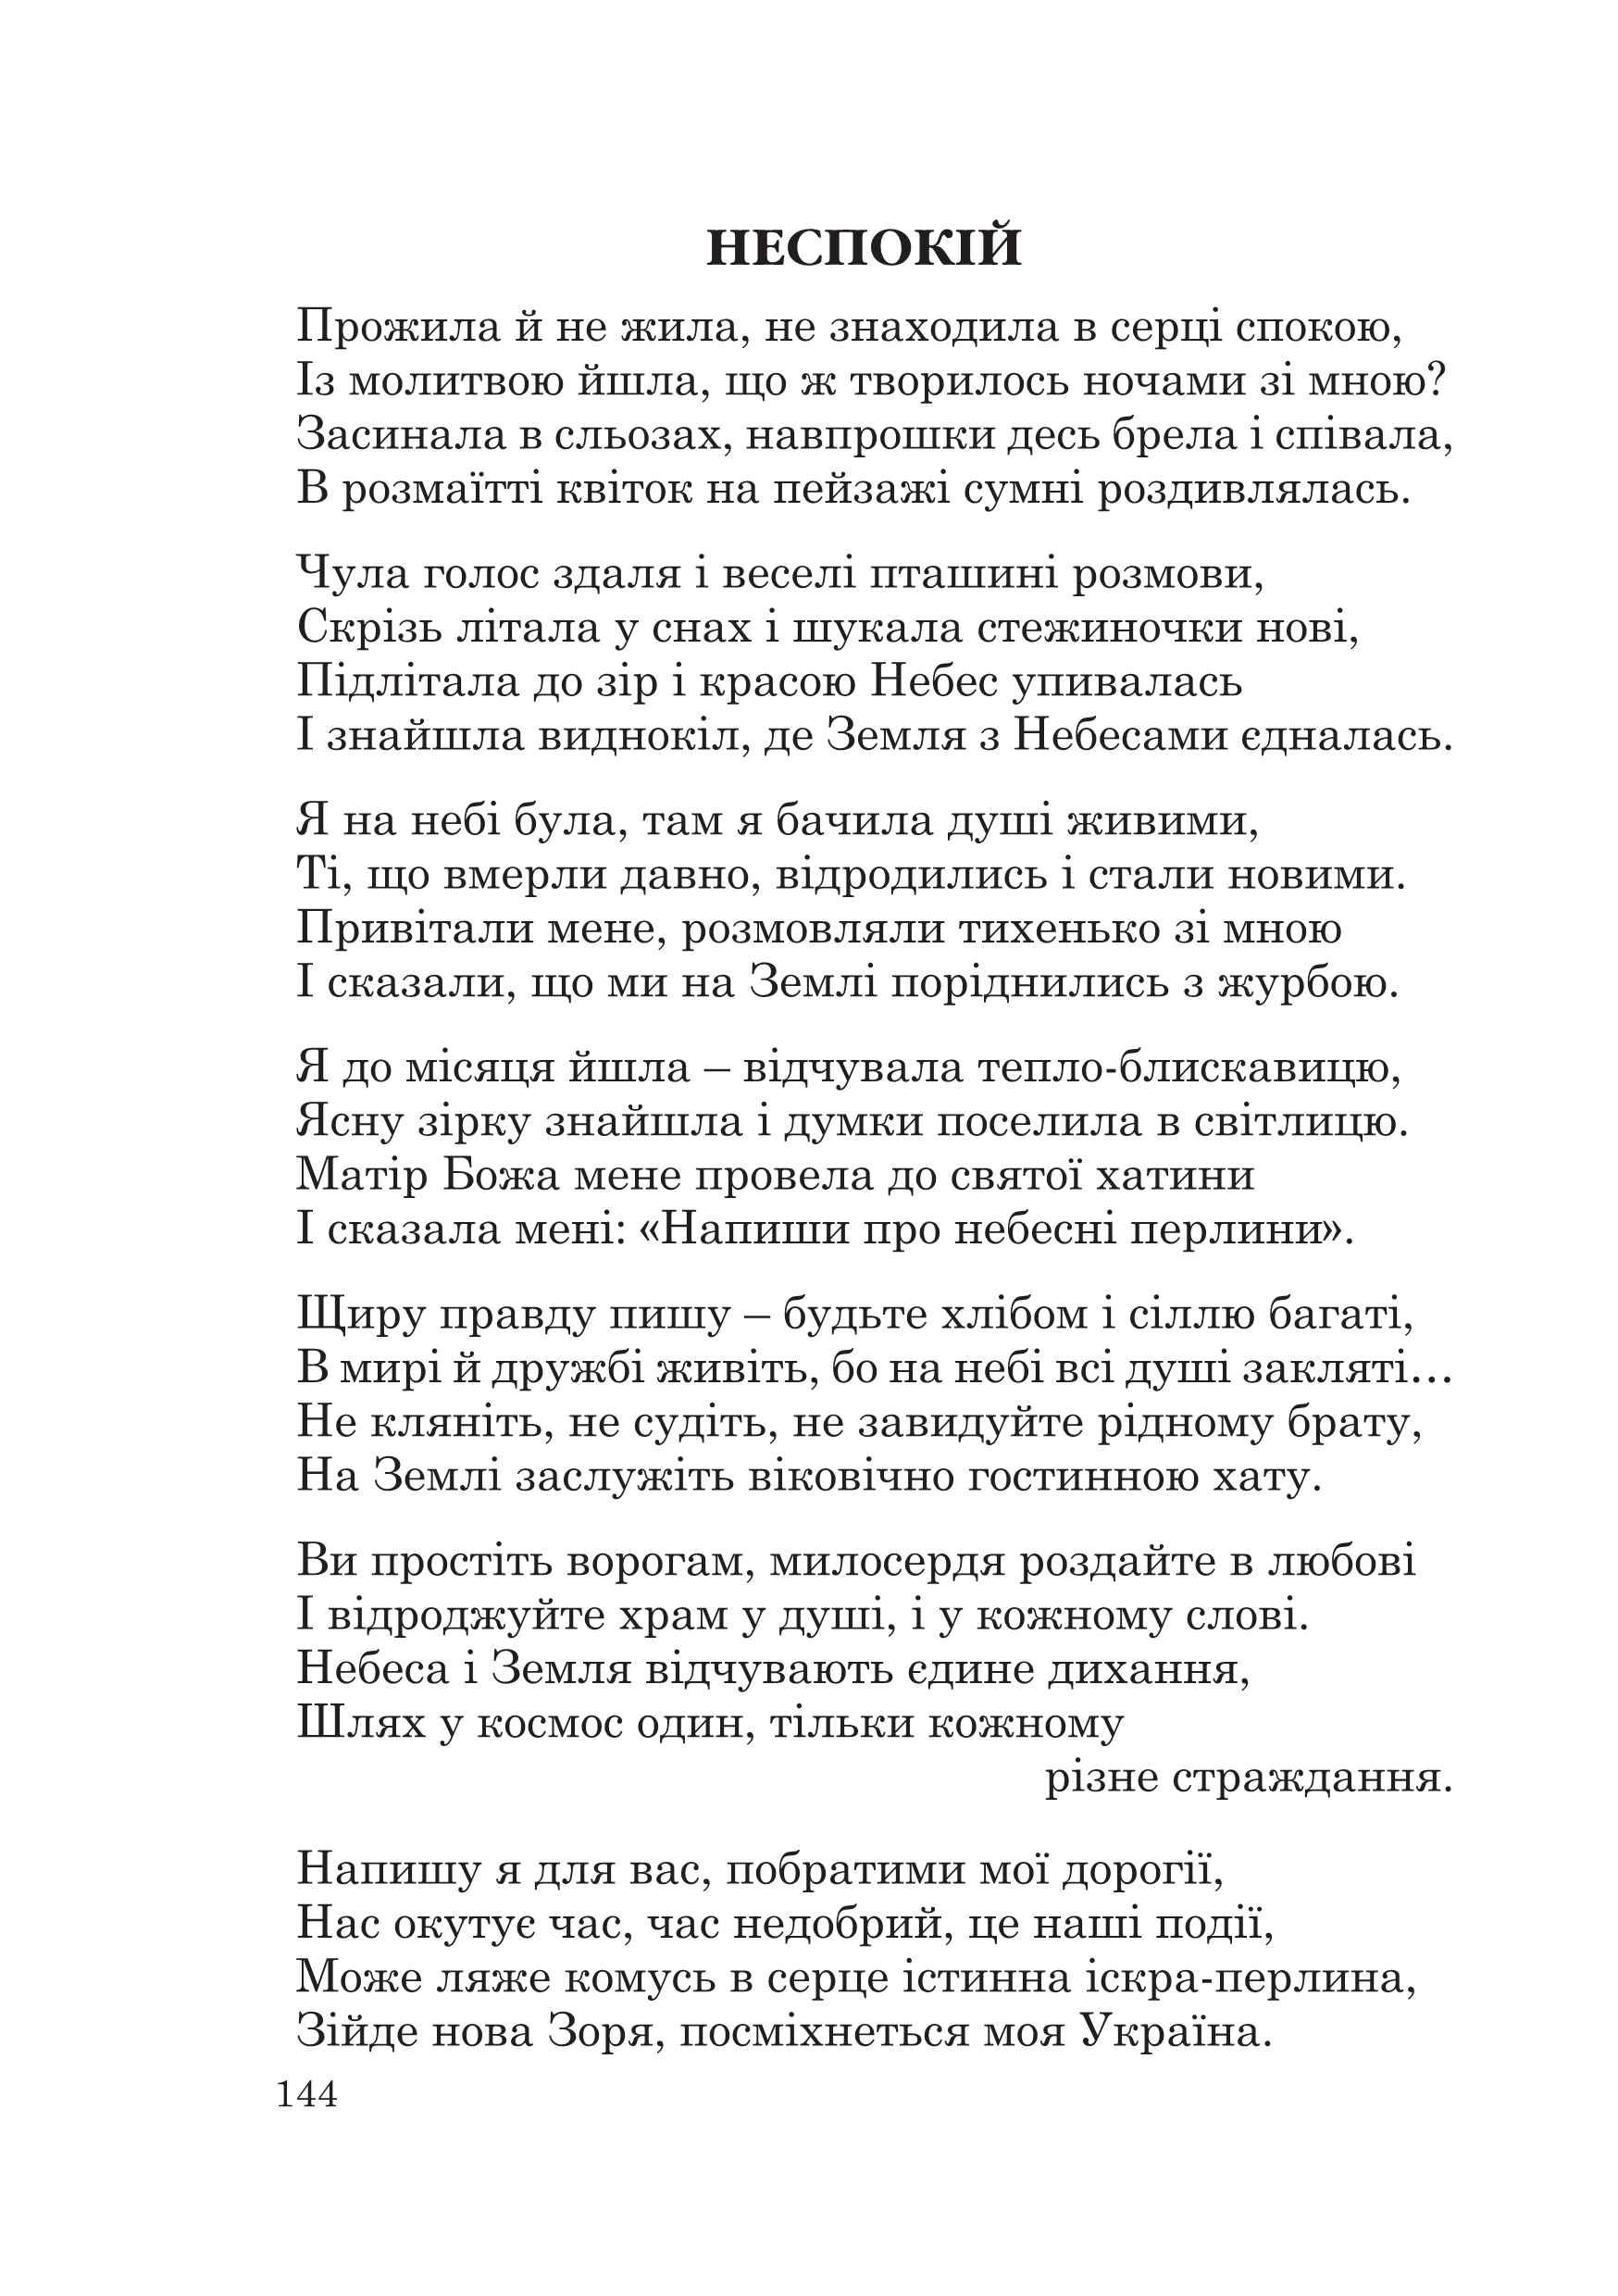 НЕСПОКІЙ
Прожила й не жила, не знаходила в серці спокою,
Із молитвою йшла, що ж творилось ночами зі мною?
Засинала в сльозах, навпрошки десь брела і співала,
В розмаїтті квіток на пейзажі сумні роздивлялась.
Чула голос здаля і веселі пташині розмови,
Скрізь літала у снах і шукала стежиночки нові,
Підлітала до зір і красою Небес упивалась
І знайшла виднокіл, де Земля з Небесами єдналась.
Я на небі була, там я бачила душі живими,
Ті, що вмерли давно, відродились і стали новими.
Привітали мене, розмовляли тихенько зі мною
І сказали, що ми на Землі поріднились з журбою.
Я до місяця йшла – відчувала тепло-блискавицю,
Ясну зірку знайшла і думки поселила в світлицю.
Матір Божа мене провела до святої хатини
І сказала мені: «Напиши про небесні перлини».
Щиру правду пишу – будьте хлібом і сіллю багаті,
В мирі й дружбі живіть, бо на небі всі душі закляті...
Не кляніть, не судіть, не завидуйте рідному брату,
На Землі заслужіть віковічно гостинною хату.
Ви простіть ворогам, милосердя роздайте в любові
І відроджуйте храм у душі, і у кожному слові.
Небеса і Земля відчувають єдине дихання,
Шлях у космос один, тільки кожному
різне страждання.
Напишу я для вас, побратими мої дорогії,
Нас окутує час, час недобрий, це наші події,
Може ляже комусь в серце істинна іскра-перлина,
Зійде нова Зоря, посміхнеться моя Україна.
144